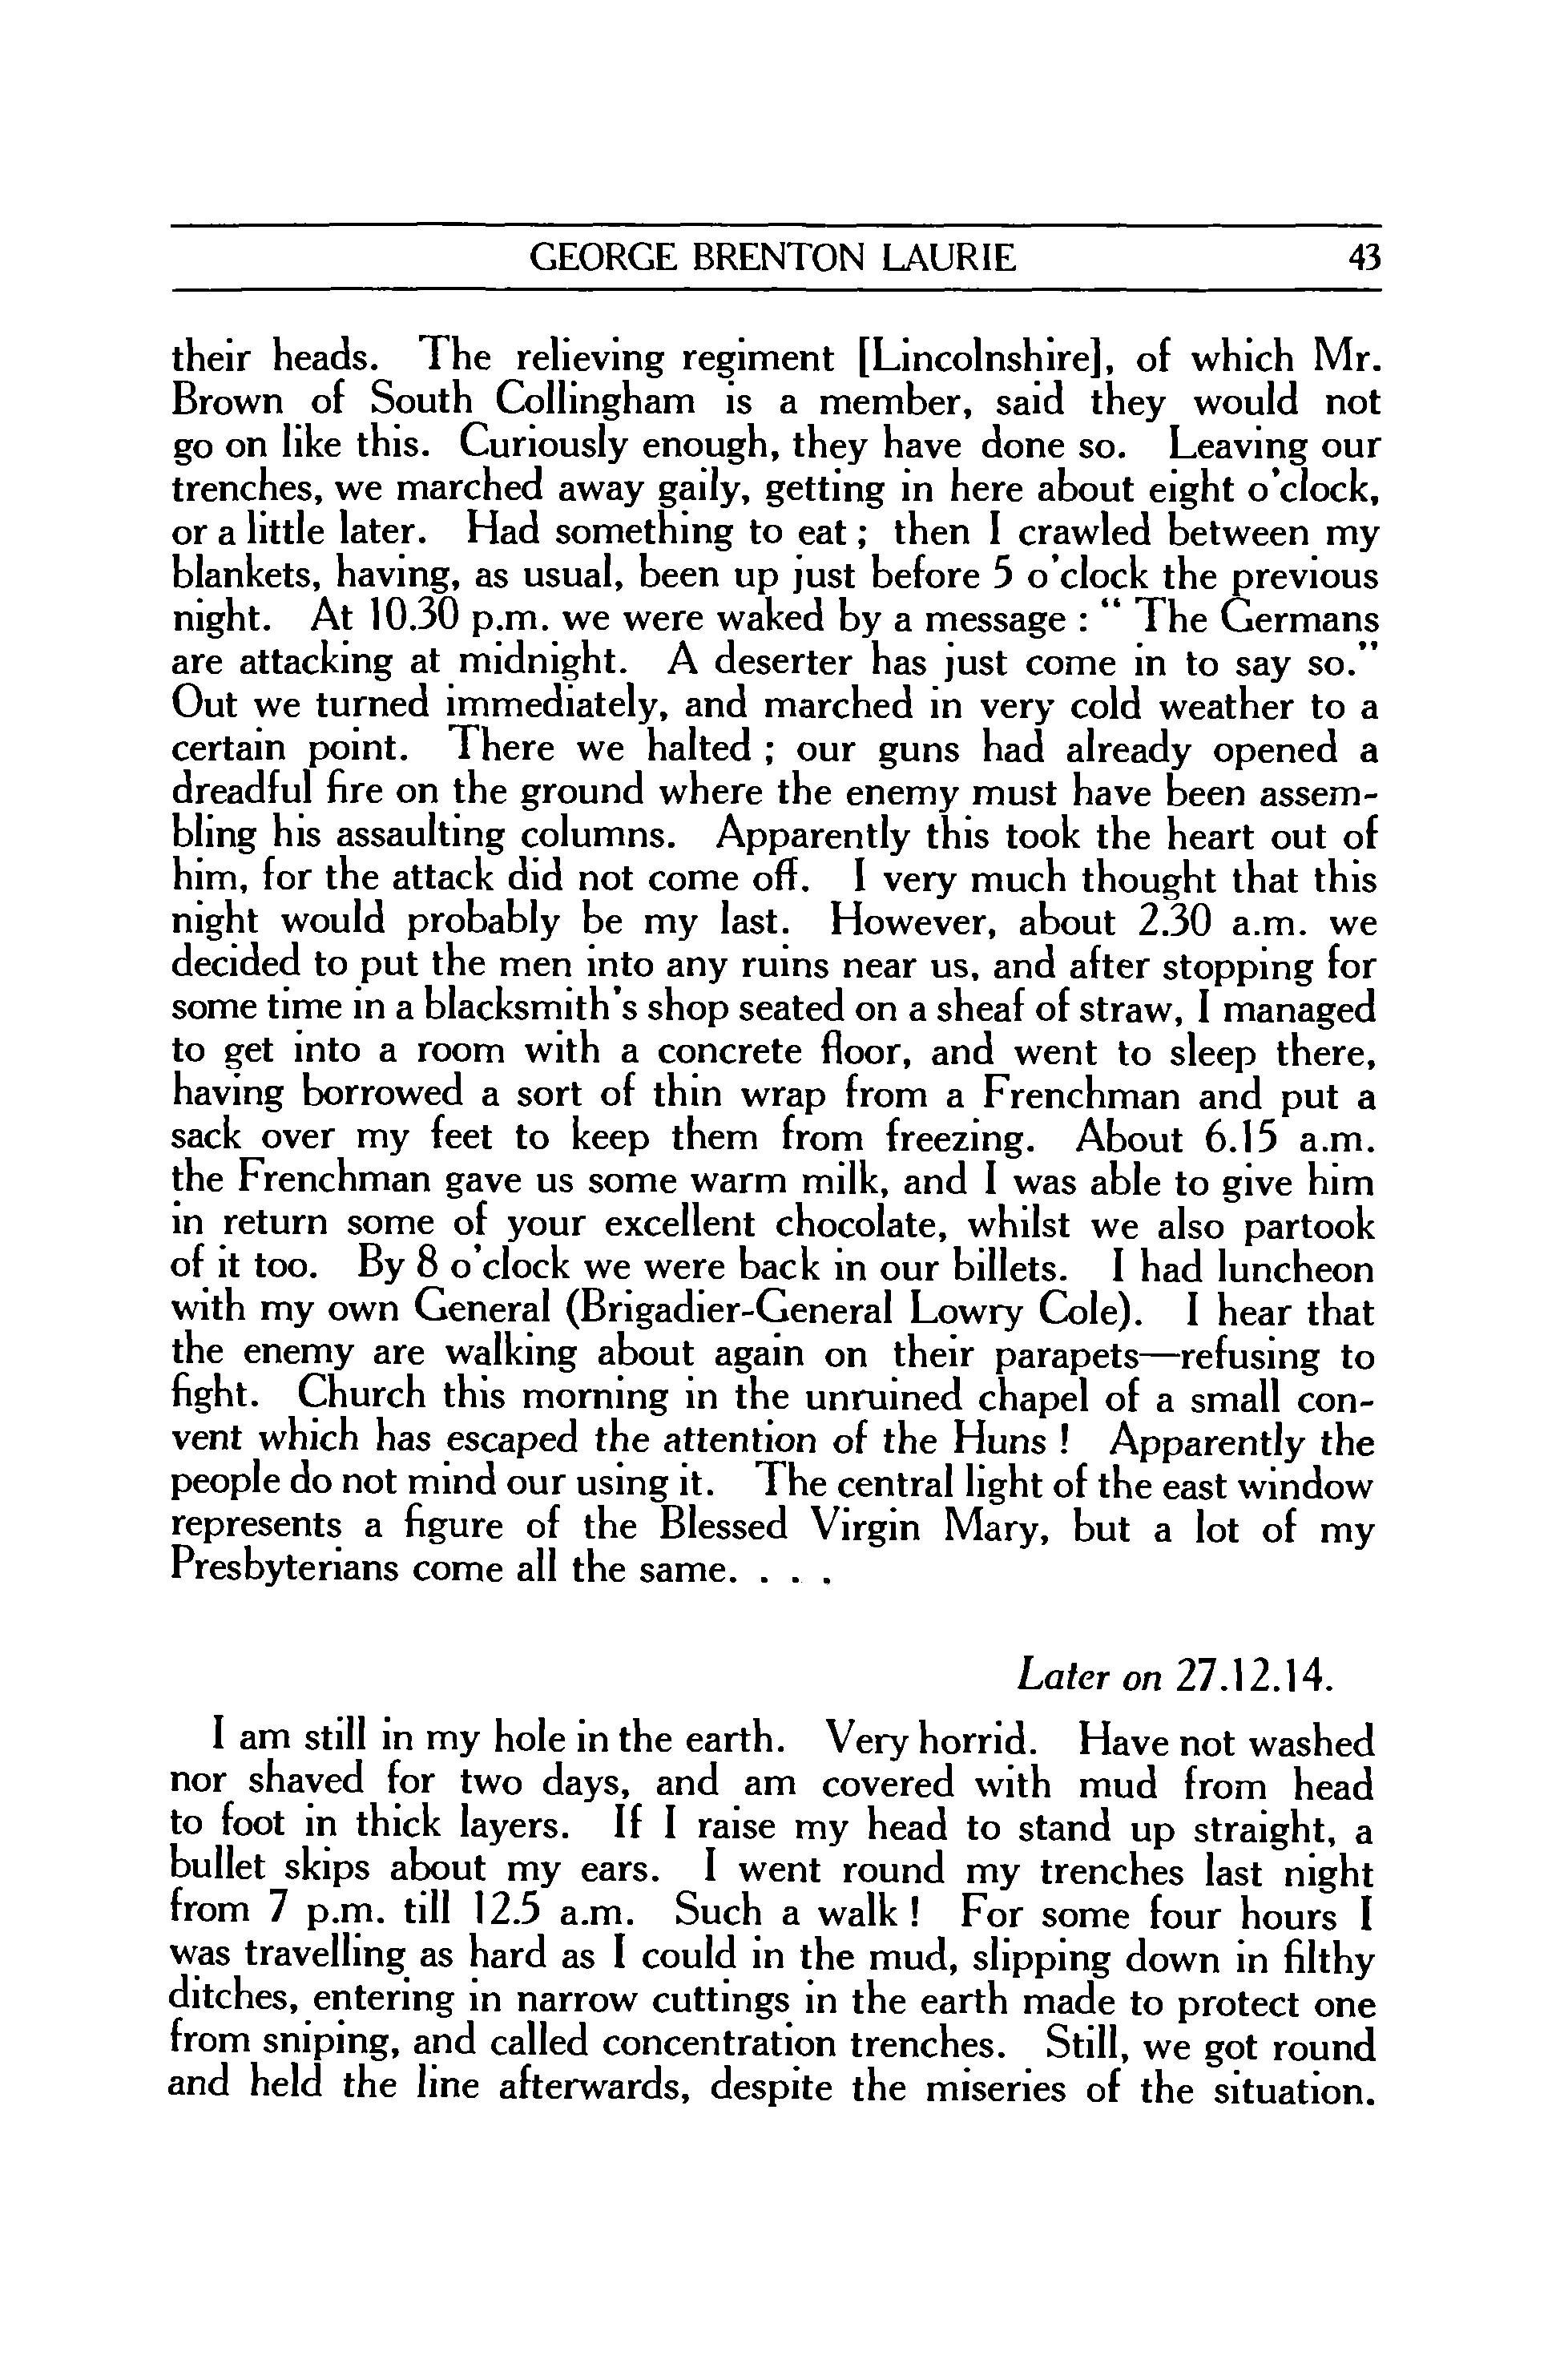 GEORGE BRENTON LAURIE 43
their heads. The relieving regiment [Lincolnshire], of which Mr.
Brown of South Collingham is a member, said they would not
go on like this. Curiously enough, they have done so. Leaving our
trenches, we marched away gaily, getting in here about eight o'clock,
or a little later. Had something to eat ; then I crawled between my
blankets, having, as usual, been up just before 5 o'clock the previous
night. At 10.30 p.m. we were waked by a message : “ The Germans
are attacking at midnight. A deserter has just come in to say so.”
Out we turned immediately, and marched in very cold weather to a
certain point. There we halted ; our guns had already opened a
dreadful fire on the ground where the enemy must have been assem-
bling his assaulting columns. Apparently this took the heart out of
him, for the attack did not come off. I very much thought that this
night would probably be my last. However, about 2.30 a.m. we
decided to put the men into any ruins near us, and after stopping for
some time in a blacksmith's shop seated on a sheaf of straw, I managed
to get into a room with a concrete floor, and went to sleep there,
having borrowed a sort of thin wrap from a Frenchman and put a
sack over my feet to keep them from freezing. About 6.15 a.m.
the Frenchman gave us some warm milk, and I was able to give him
in return some of your excellent chocolate, whilst we also partook
of it too. By 8 o'clock we were back in our billets. I had luncheon
with my own General (Brigadier-General Lowry Cole). I hear that
the enemy are walking about again on their parapets—refusing to
fight. Church this morning in the unruined chapel of a small con-
vent which has escaped the attention of the Huns ! Apparently the
people do not mind our using it. The central light of the east window
represents a figure of the Blessed Virgin Mary, but a lot of my
Presbyterians come all the same. . . .
Later on 27.12.14.
I am still in my hole in the earth. Very horrid. Have not washed
nor shaved for two days, and am covered with mud from head
to foot in thick layers. If I raise my head to stand up straight, a
bullet skips about my ears. I went round my trenches last night
from 7 p.m. till 12.5 a.m. Such a walk ! For some four hours I
was travelling as hard as I could in the mud, slipping down in filthy
ditches, entering in narrow cuttings in the earth made to protect one
from sniping, and called concentration trenches. Still, we got round
and held the line afterwards, despite the miseries of the situation.